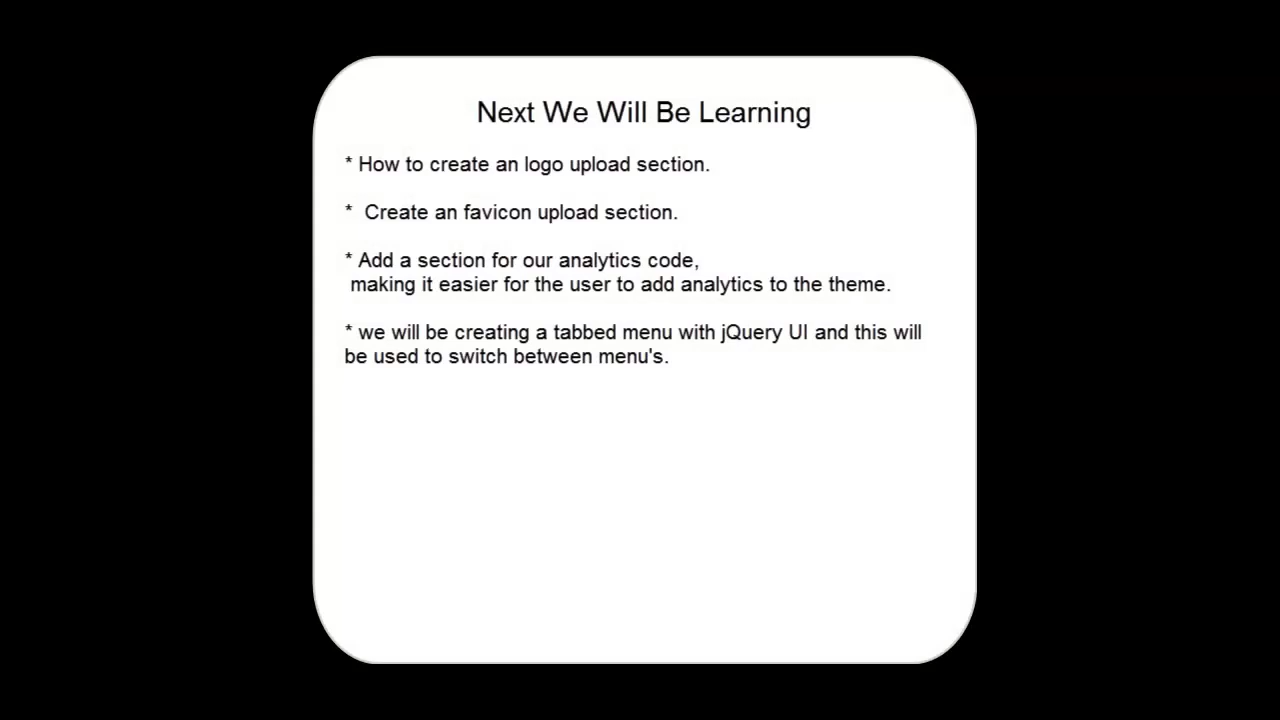 Next We Will Be Learning
* How to create an logo upload section.
*  Create an favicon upload section.
* Add a section for our analytics code,
making it easier for the user to add analytics to the theme.
* we will be creating a tabbed menu with jQuery UI and this will
be used to switch between menu's.